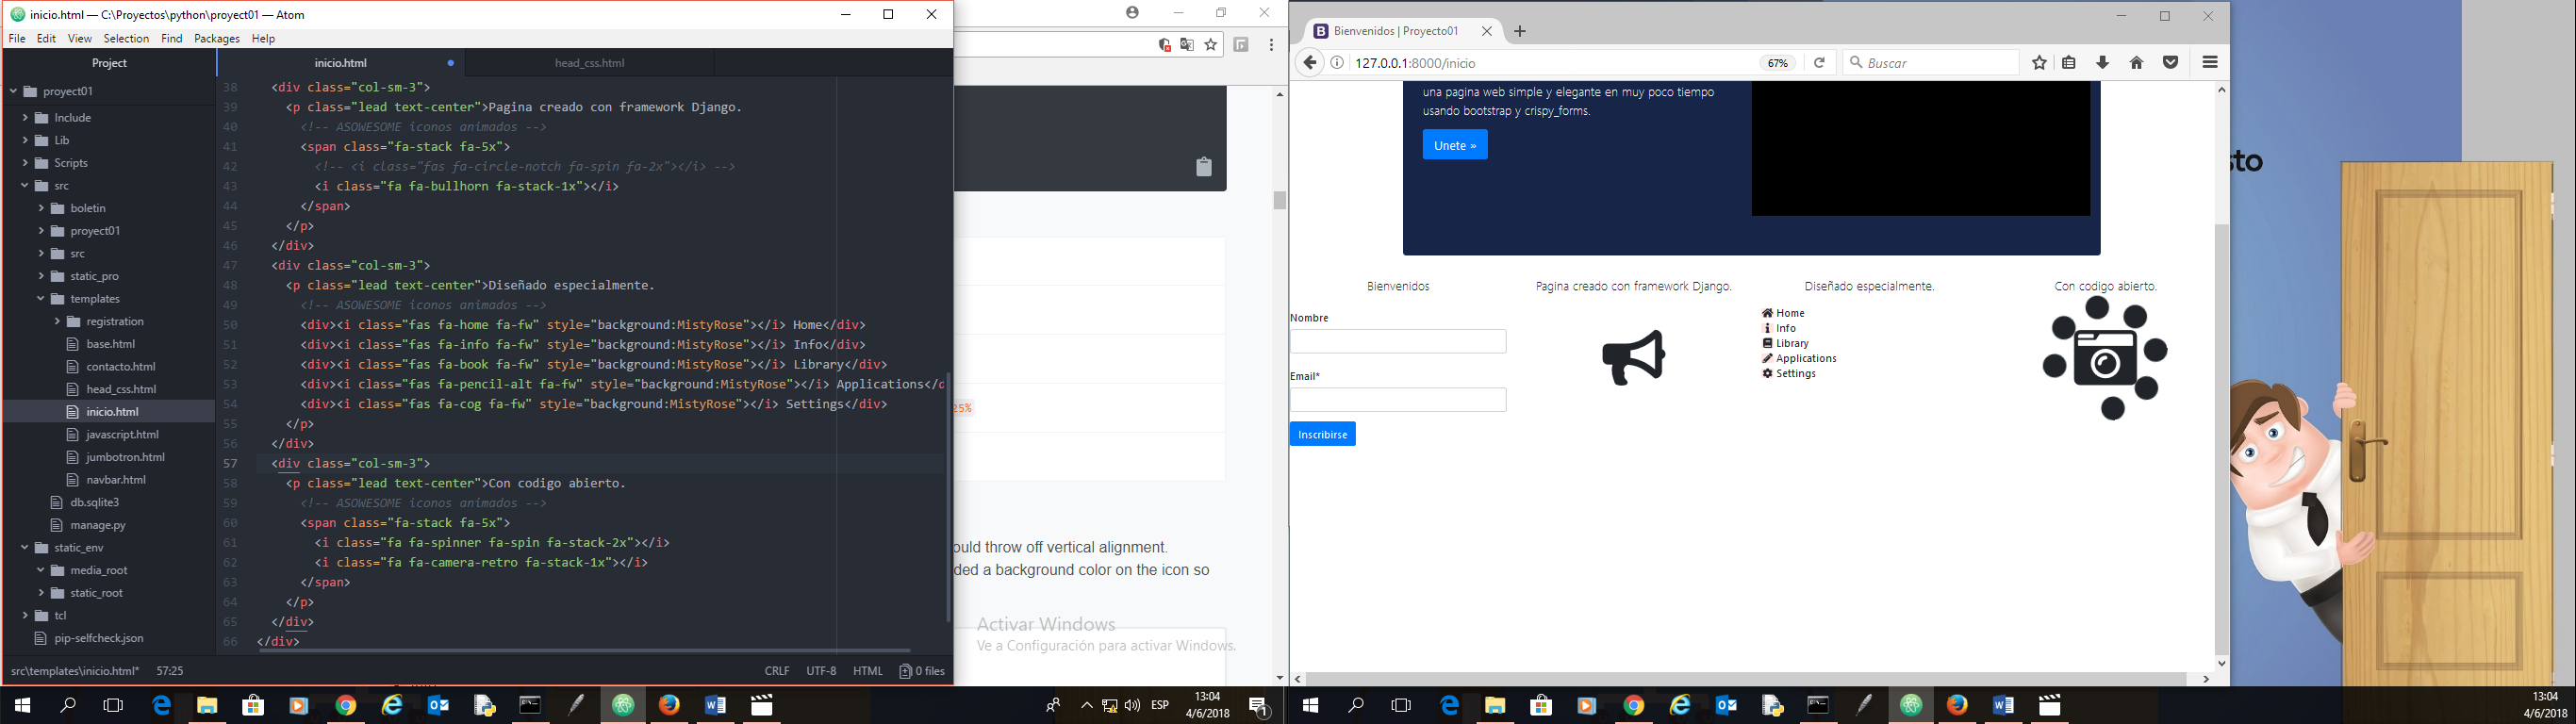 inicio.html — C:\Proyectos\python\proyect01 — Atom
File Edit View Selection Find Packages Help
Project
inicio.html
head_css.html
proyect01
Include
Lib
Scripts
src
boletin
proyect01
src
static_pro
templates
registration
base.html
contacto.html
head_css.html
inicio.html
javascript.html
jumbotron.html
navbar.html
db.sqlite3
manage.py
static_env
media_root
static_root
tcl
pip-selfcheck.json
38 <div class="col-sm-3">
39 <p class="lead text-center">Pagina creado con framework Django.
40 <!-- ASOWESOME iconos animados -->
41 <span class="fa-stack fa-5x">
42 <!-- <i class="fas fa-circle-notch fa-spin fa-2x"></i> -->
43 <i class="fa fa-bullhorn fa-stack-1x"></i>
44 </span>
45 </p>
46 </div>
47 <div class="col-sm-3">
48 <p class="lead text-center">Diseñado especialmente.
49 <!-- ASOWESOME iconos animados -->
50 <div><i class="fas fa-home fa-fw" style="background:MistyRose"></i> Home</div>
51 <div><i class="fas fa-info fa-fw" style="background:MistyRose"></i> Info</div>
52 <div><i class="fas fa-book fa-fw" style="background:MistyRose"></i> Library</div>
53 <div><i class="fas fa-pencil-alt fa-fw" style="background:MistyRose"></i> Applications</d
54 <div><i class="fas fa-cog fa-fw" style="background:MistyRose"></i> Settings</div>
55 </p>
56 </div>
57 <div class="col-sm-3">
58 <p class="lead text-center">Con codigo abierto.
59 <!-- ASOWESOME iconos animados -->
60 <span class="fa-stack fa-5x">
61 <i class="fa fa-spinner fa-spin fa-stack-2x"></i>
62 <i class="fa fa-camera-retro fa-stack-1x"></i>
63 </span>
64 </p>
65 </div>
66 </div>
src\templates\inicio.html* 57:25
CRLF UTF-8 HTML 0 files
25%
ould throw off vertical alignment.
ded a background color on the icon so
Activar Windows
Ve a Configuración para activar Windows.
ESP
13:04
4/6/2018
1
Bienvenidos | Proyecto01
127.0.0.1:8000/inicio
67%
Buscar
una pagina web simple y elegante en muy poco tiempo
usando bootstrap y crispy_forms.
Unete »
Bienvenidos
Nombre
Email*
Inscribirse
Pagina creado con framework Django.
Diseñado especialmente.
Home
Info
Library
Applications
Settings
Con codigo abierto.
sto
13:04
4/6/2018